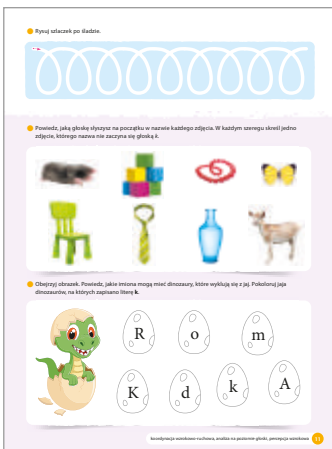 Rysuj szlaczek po śladzie.
Powiedz, jaką głoskę słyszysz na początku w nazwie każdego zdjęcia. W każdym szeregu skreśl jedno
zdjęcie, którego nazwa nie zaczyna się głoską k.
Obejrzyj obrazek. Powiedz, jakie imiona mogą mieć dinozaury, które wyklują się z jaj. Pokoloruj jaja
dinozaurów, na których zapisano literę k.
R o m
K d k A
koordynacja wzrokowo-ruchowa, analiza na poziomie głoski, percepcja wzrokowa 11